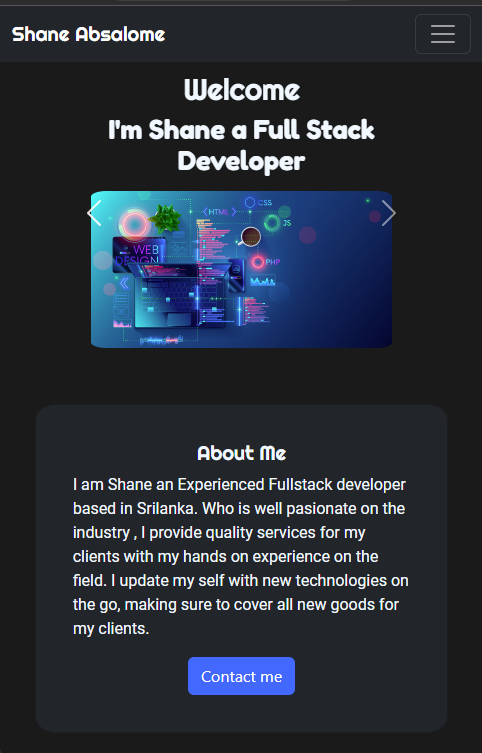 Shane Absalome
Welcome
I'm Shane a Full Stack
Developer
CSS
HTML
JS
WEB
DESIGN
PHP
About Me
I am Shane an Experienced Fullstack developer
based in Srilanka. Who is well pasionate on the
industry , I provide quality services for my
clients with my hands on experience on the
field. I update my self with new technologies on
the go, making sure to cover all new goods for
my clients.
Contact me